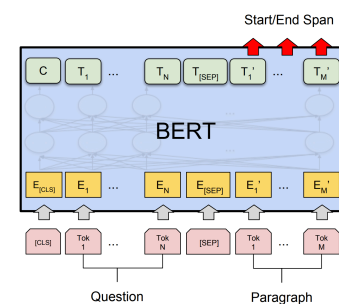 Start/End Span
C T1 ... TN T[SEP] T1' ... TM'
BERT
E[CLS] E1 ... EN E[SEP] E1' ... EM'
[CLS] Tok 1 ... Tok N [SEP] Tok 1 ... Tok M
Question Paragraph